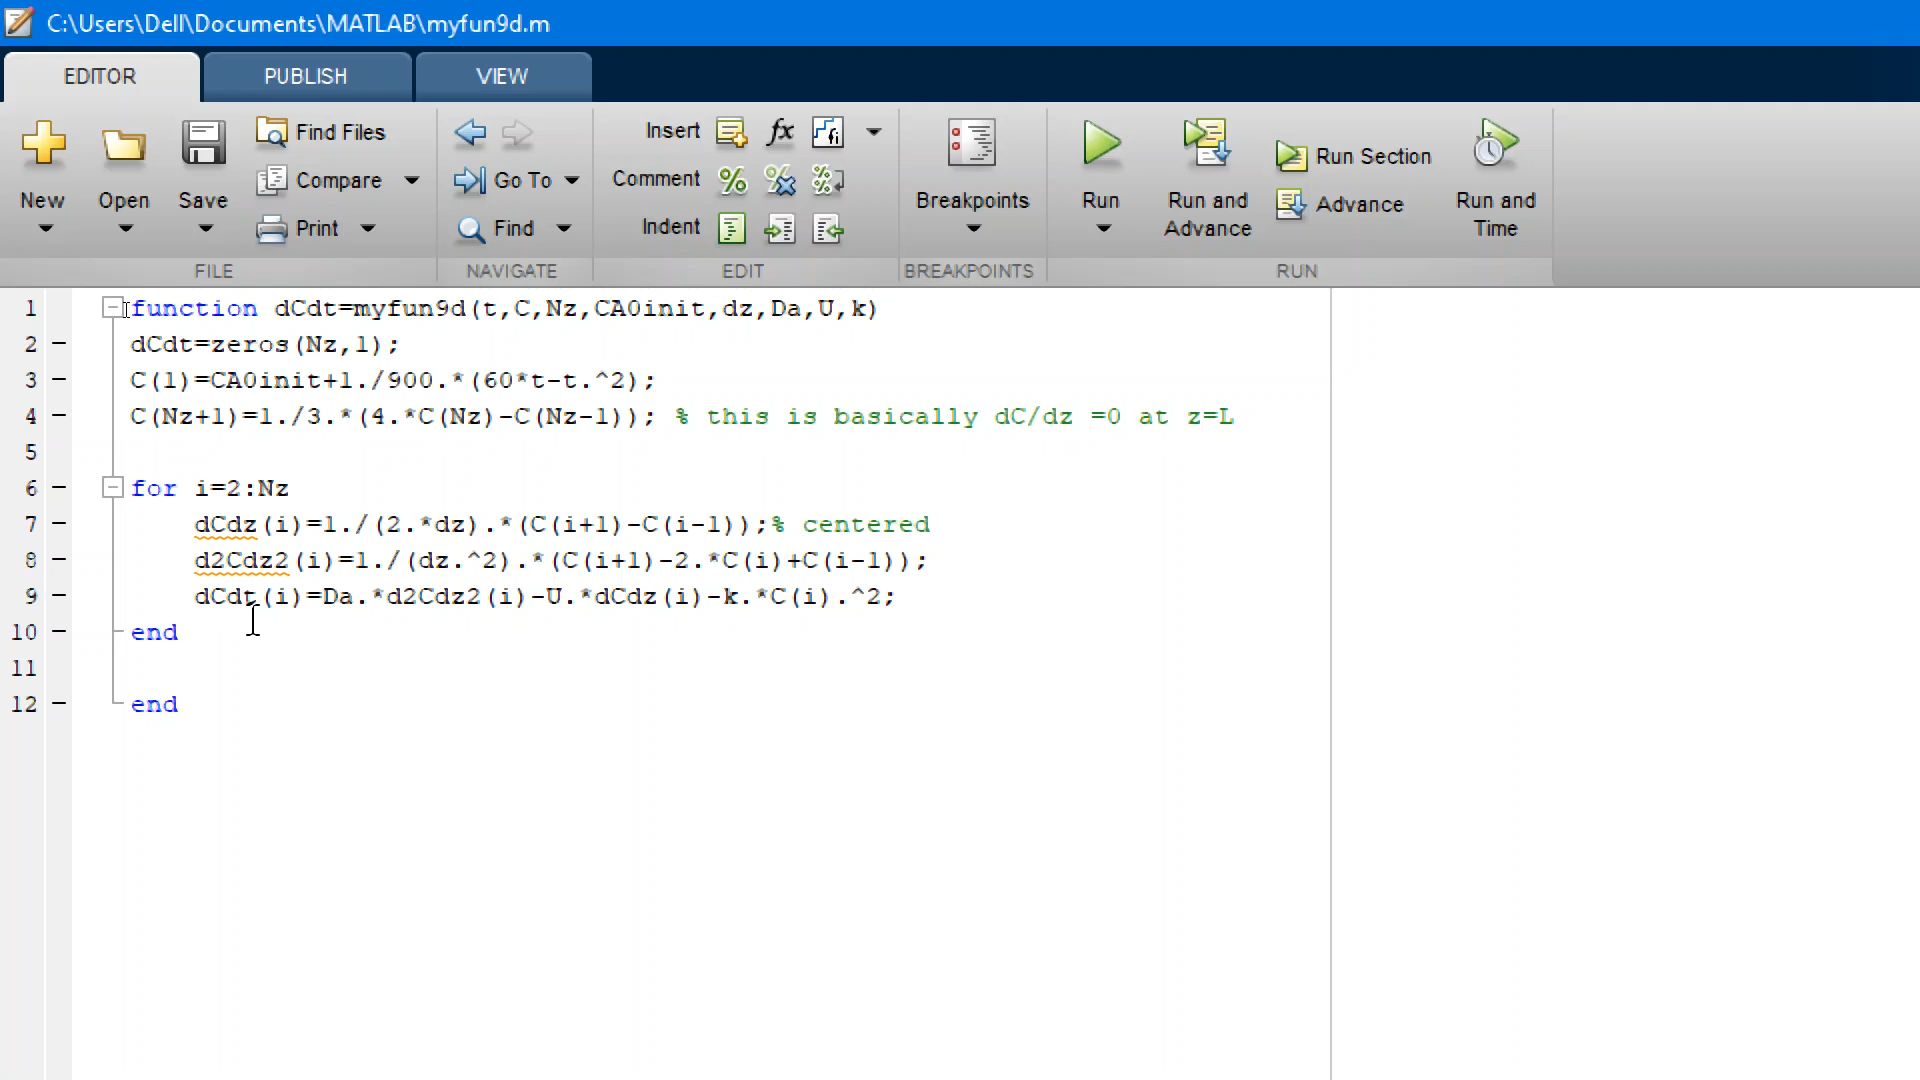 C:\Users\Dell\Documents\MATLAB\myfun9d.m
EDITOR PUBLISH VIEW
New Open Save Find Files Compare Print
Go To Find
Insert Comment Indent
Breakpoints
Run Run and Advance Run Section Advance Run and Time
FILE NAVIGATE EDIT BREAKPOINTS RUN
1 function dCdt=myfun9d(t,C,Nz,CA0init,dz,Da,U,k)
2 dCdt=zeros(Nz,1);
3 C(1)=CA0init+1./900.*(60*t-t.^2);
4 C(Nz+1)=1./3.*(4.*C(Nz)-C(Nz-1)); % this is basically dC/dz =0 at z=L
5
6 for i=2:Nz
7 dCdz(i)=1./(2.*dz).*(C(i+1)-C(i-1));% centered
8 d2Cdz2(i)=1./(dz.^2).*(C(i+1)-2.*C(i)+C(i-1));
9 dCdt(i)=Da.*d2Cdz2(i)-U.*dCdz(i)-k.*C(i).^2;
10 end
11
12 end